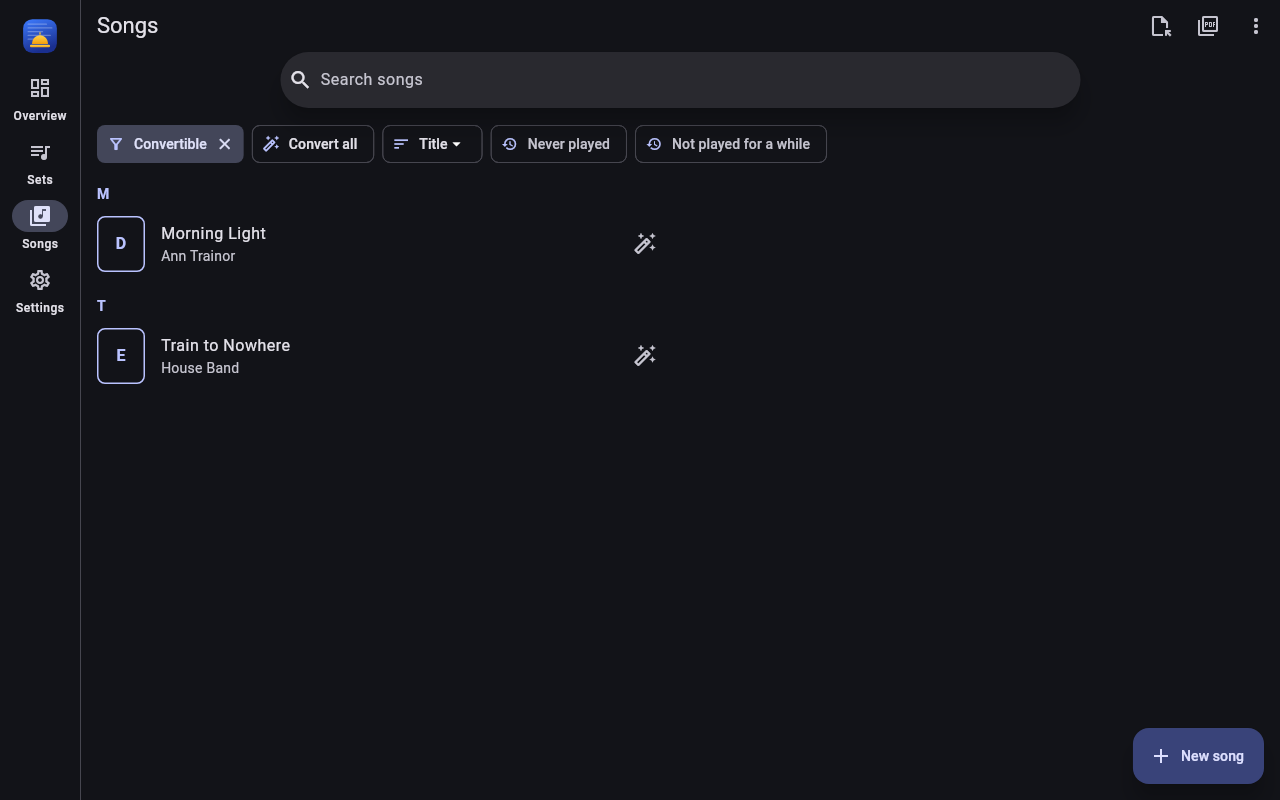 Songs
PDF
Search songs
Overview
Sets
Songs
Settings
Convertible
Convert all
Title
Never played
Not played for a while
M
D
Morning Light
Ann Trainor
T
E
Train to Nowhere
House Band
New song